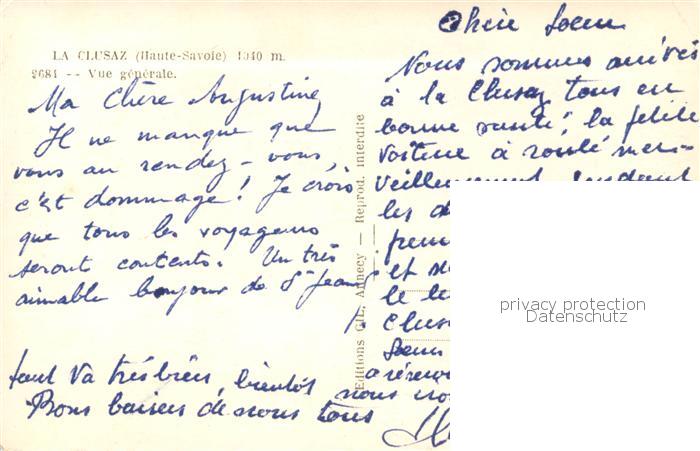 LA CLUSAZ (Haute-Savoie) 1040 m.
2681 -- Vue générale.
Ma Chère Augustine
Il ne manque que
vous au rendez-vous,
c'est dommage! Je crois
que tous les voyageurs
seront contents. Un très
aimable bonjour de St Jean
tout va très bien, bientôt nous
Bons baisers de nous tous
Editions GIL, Annecy — Reprod. interdite
Chère Soeur
Nous sommes arrivés
à la Clusaz tous en
bonne santé, la petite
voiture à roulé mer-
veilleusement pendant
les
et
le
Clus
Soeur
privacy protection
Datenschutz